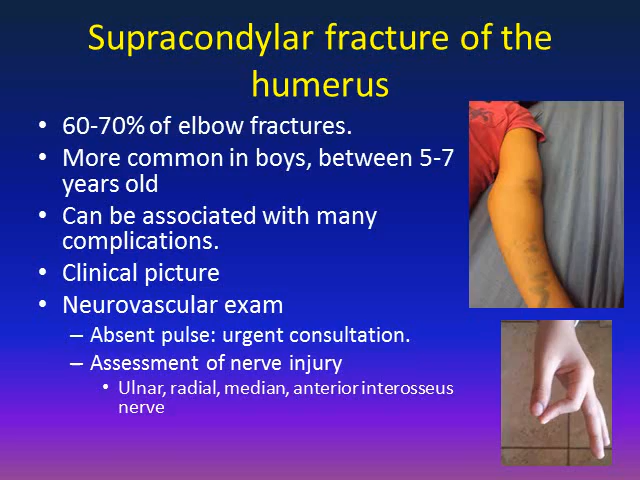 Supracondylar fracture of the
humerus
• 60-70% of elbow fractures.
• More common in boys, between 5-7
years old
• Can be associated with many
complications.
• Clinical picture
• Neurovascular exam
– Absent pulse: urgent consultation.
– Assessment of nerve injury
• Ulnar, radial, median, anterior interosseus
nerve